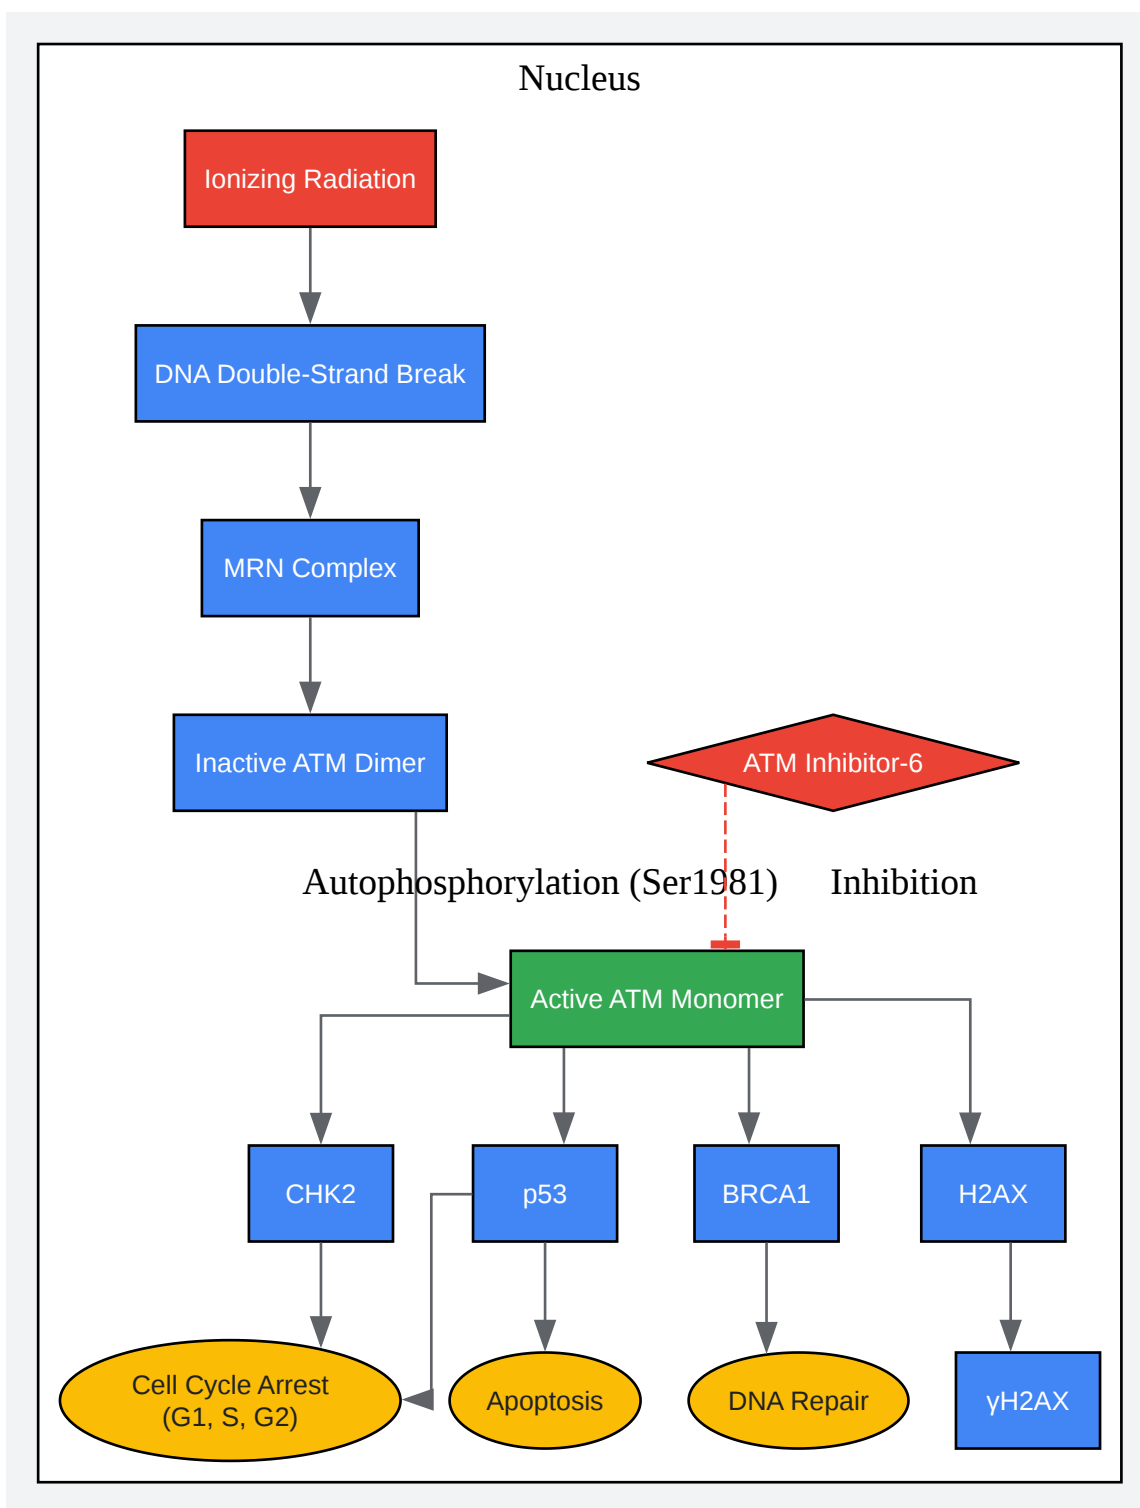 Nucleus
Ionizing Radiation
DNA Double-Strand Break
MRN Complex
Inactive ATM Dimer
ATM Inhibitor-6
Autophosphorylation (Ser1981)
Inhibition
Active ATM Monomer
CHK2
p53
BRCA1
H2AX
Cell Cycle Arrest
(G1, S, G2)
Apoptosis
DNA Repair
γH2AX